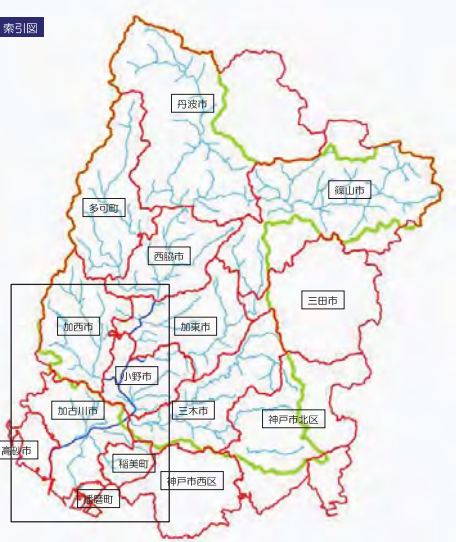 索引図
丹波市
篠山市
多可町
西脇市
三田市
加西市
加東市
小野市
加古川市
三木市
神戸市北区
高砂市
稲美町
神戸市西区
播磨町